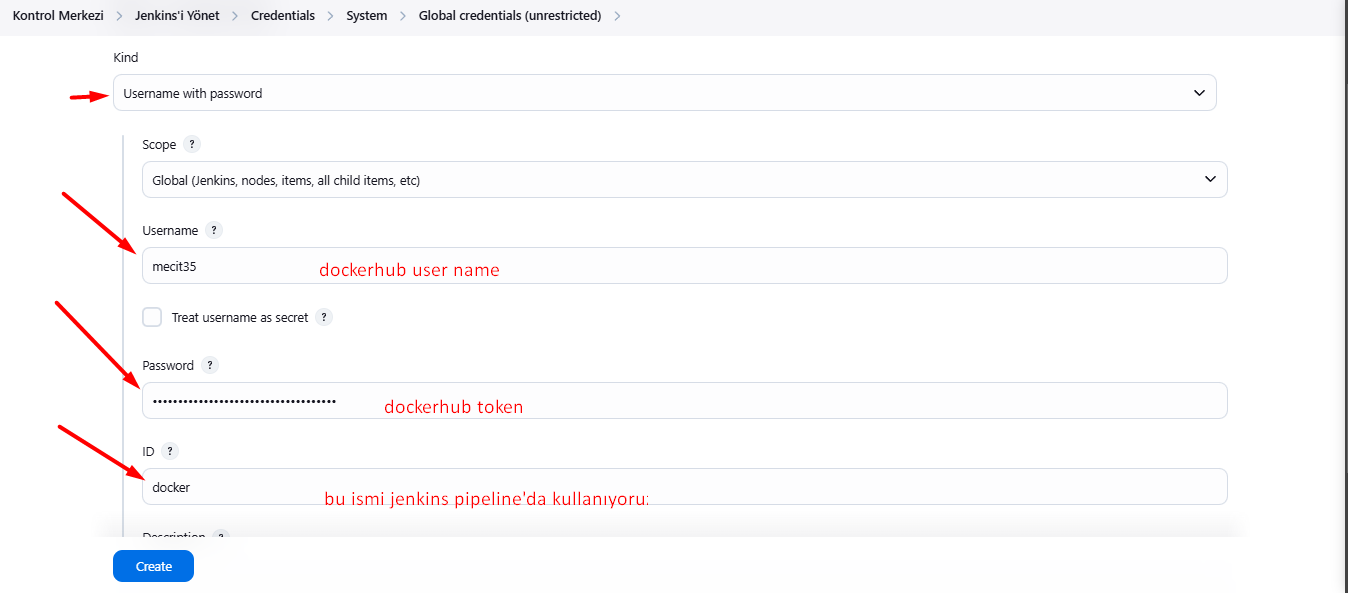 Kontrol Merkezi > Jenkins'i Yönet > Credentials > System > Global credentials (unrestricted) >
Kind
Username with password
Scope ?
Global (Jenkins, nodes, items, all child items, etc)
Username ?
mecit35 dockerhub user name
Treat username as secret ?
Password ?
•••••••••••••••••••••••••••••••••••• dockerhub token
ID ?
docker bu ismi jenkins pipeline'da kullanıyoru:
Description ?
Create